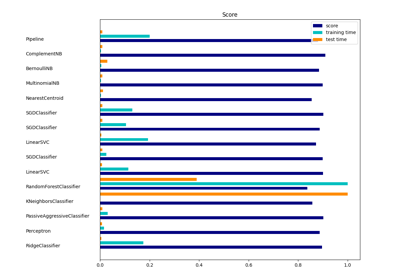 Score
score
training time
test time
Pipeline
ComplementNB
BernoulliNB
MultinomialNB
NearestCentroid
SGDClassifier
SGDClassifier
LinearSVC
SGDClassifier
LinearSVC
RandomForestClassifier
KNeighborsClassifier
PassiveAggressiveClassifier
Perceptron
RidgeClassifier
0.0 0.2 0.4 0.6 0.8 1.0